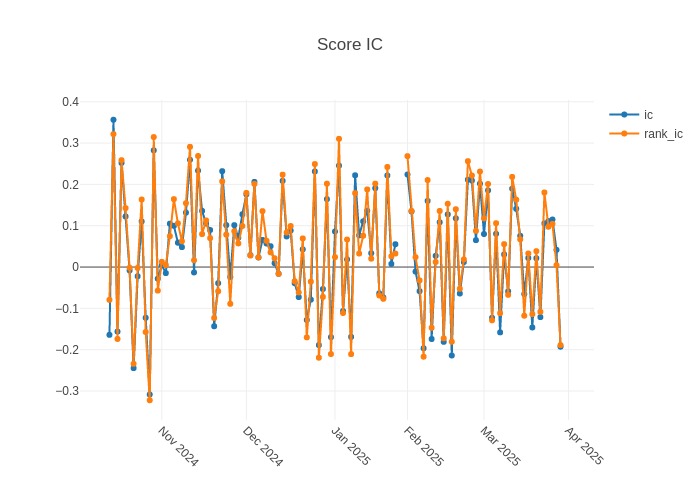 Score IC
0.4
0.3
0.2
0.1
0
−0.1
−0.2
−0.3
Nov 2024
Dec 2024
Jan 2025
Feb 2025
Mar 2025
Apr 2025
ic
rank_ic